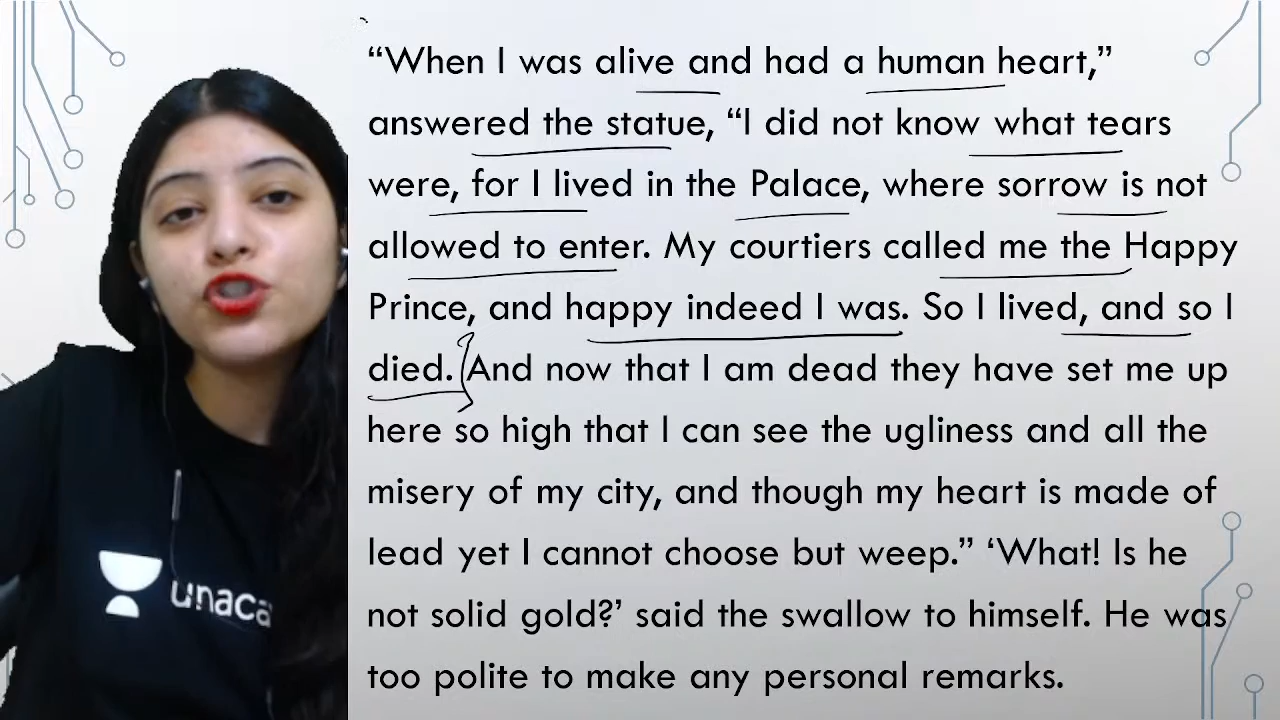 “When I was alive and had a human heart,”
answered the statue, “I did not know what tears
were, for I lived in the Palace, where sorrow is not
allowed to enter. My courtiers called me the Happy
Prince, and happy indeed I was. So I lived, and so I
died. And now that I am dead they have set me up
here so high that I can see the ugliness and all the
misery of my city, and though my heart is made of
lead yet I cannot choose but weep.” ‘What! Is he
not solid gold?’ said the swallow to himself. He was
too polite to make any personal remarks.
unaca